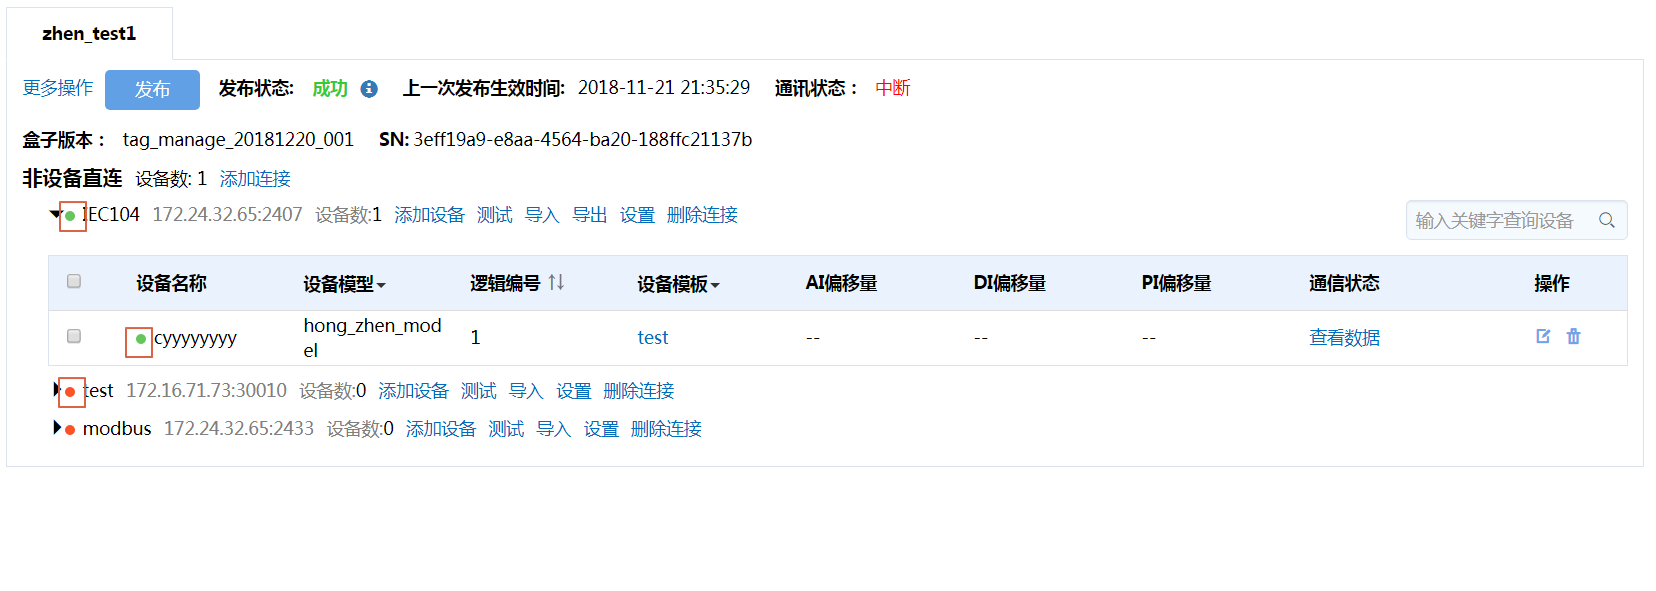 zhen_test1
更多操作 发布 发布状态: 成功 上一次发布生效时间: 2018-11-21 21:35:29 通讯状态： 中断
盒子版本： tag_manage_20181220_001 SN: 3eff19a9-e8aa-4564-ba20-188ffc21137b
非设备直连 设备数: 1 添加连接
IEC104 172.24.32.65:2407 设备数:1 添加设备 测试 导入 导出 设置 删除连接 输入关键字查询设备
设备名称 设备模型 逻辑编号 设备模板 AI偏移量 DI偏移量 PI偏移量 通信状态 操作
cyyyyyyyy hong_zhen_mod
el 1 test -- -- -- 查看数据
test 172.16.71.73:30010 设备数:0 添加设备 测试 导入 设置 删除连接
modbus 172.24.32.65:2433 设备数:0 添加设备 测试 导入 设置 删除连接